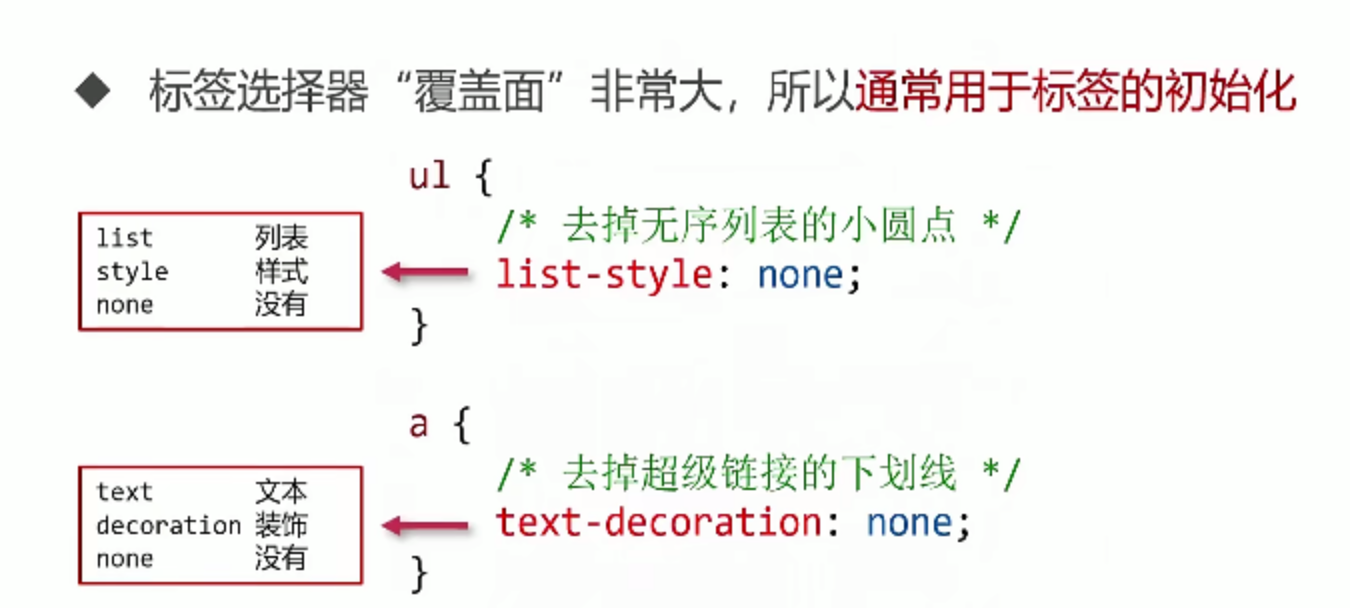 ◆ 标签选择器“覆盖面”非常大，所以通常用于标签的初始化
ul {
/* 去掉无序列表的小圆点 */
list-style: none;
}
list 列表
style 样式
none 没有
a {
/* 去掉超级链接的下划线 */
text-decoration: none;
}
text 文本
decoration 装饰
none 没有